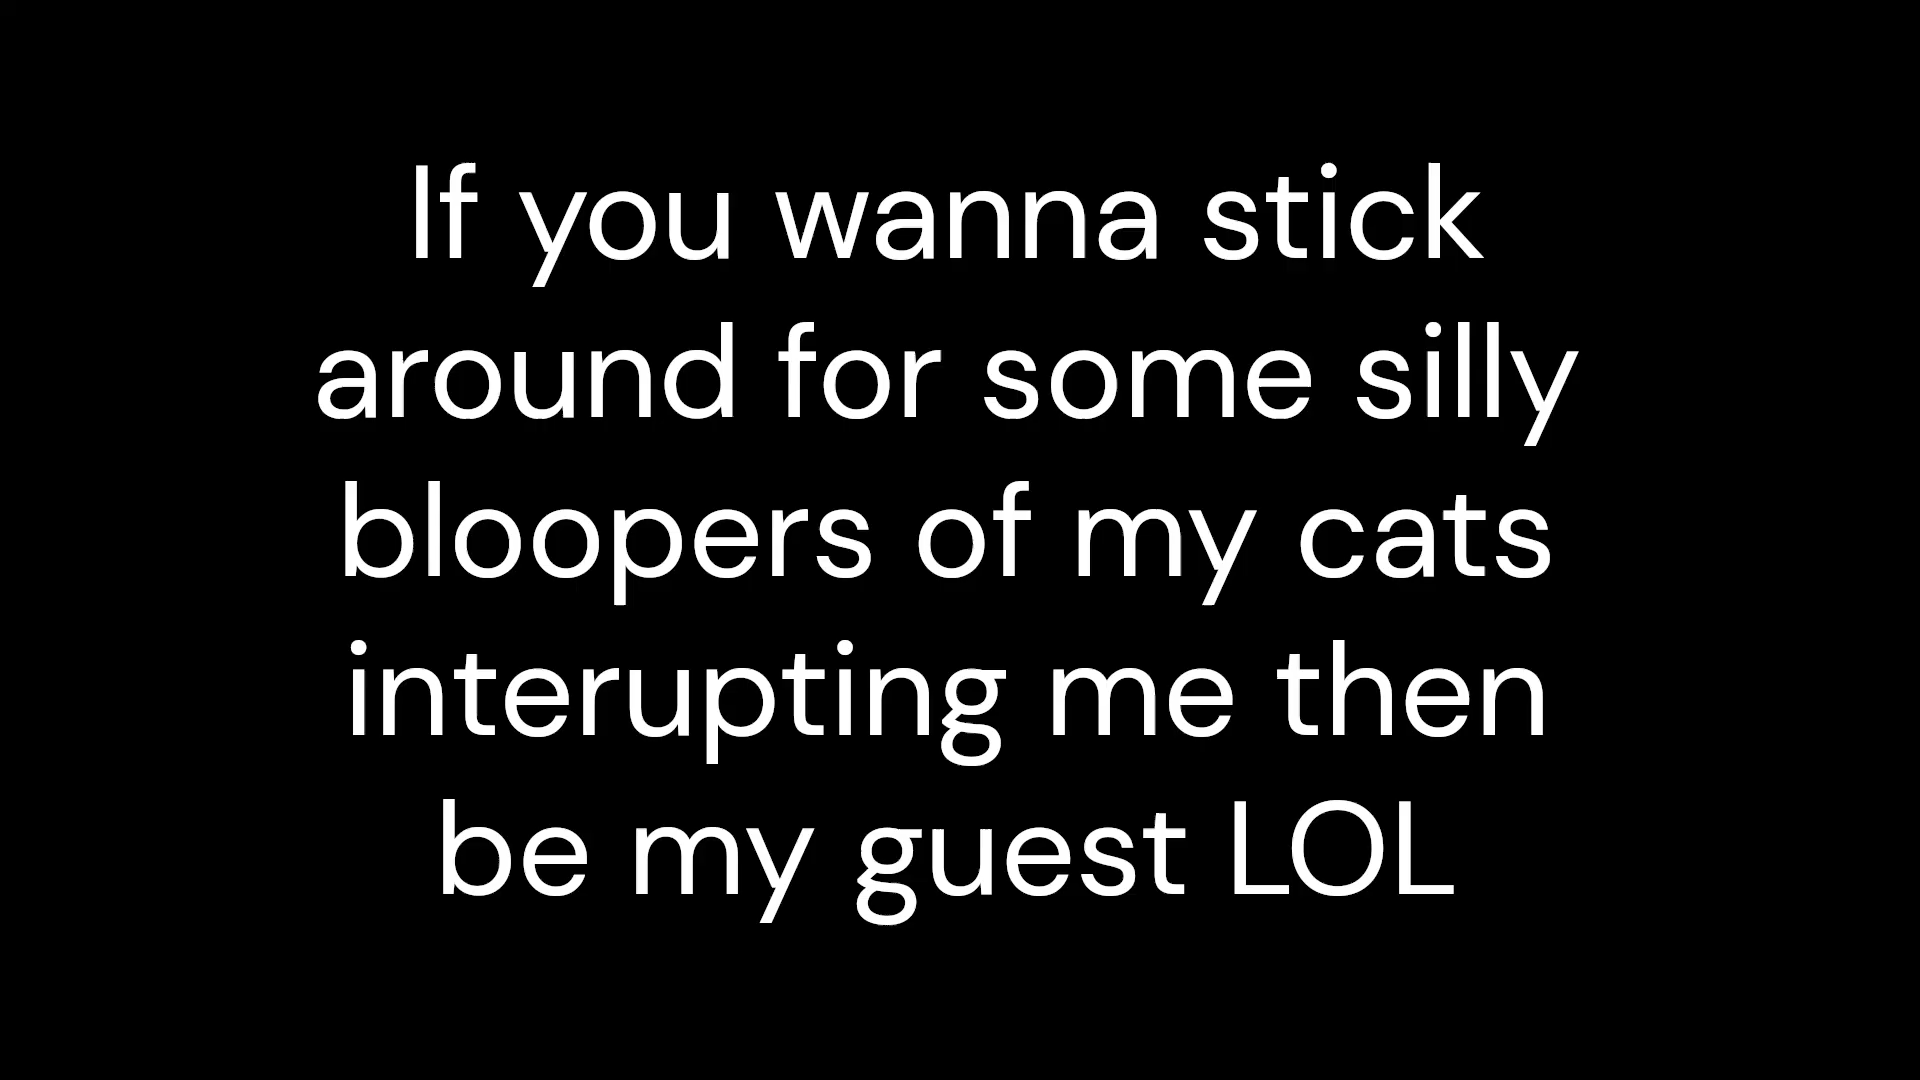 If you wanna stick
around for some silly
bloopers of my cats
interupting me then
be my guest LOL